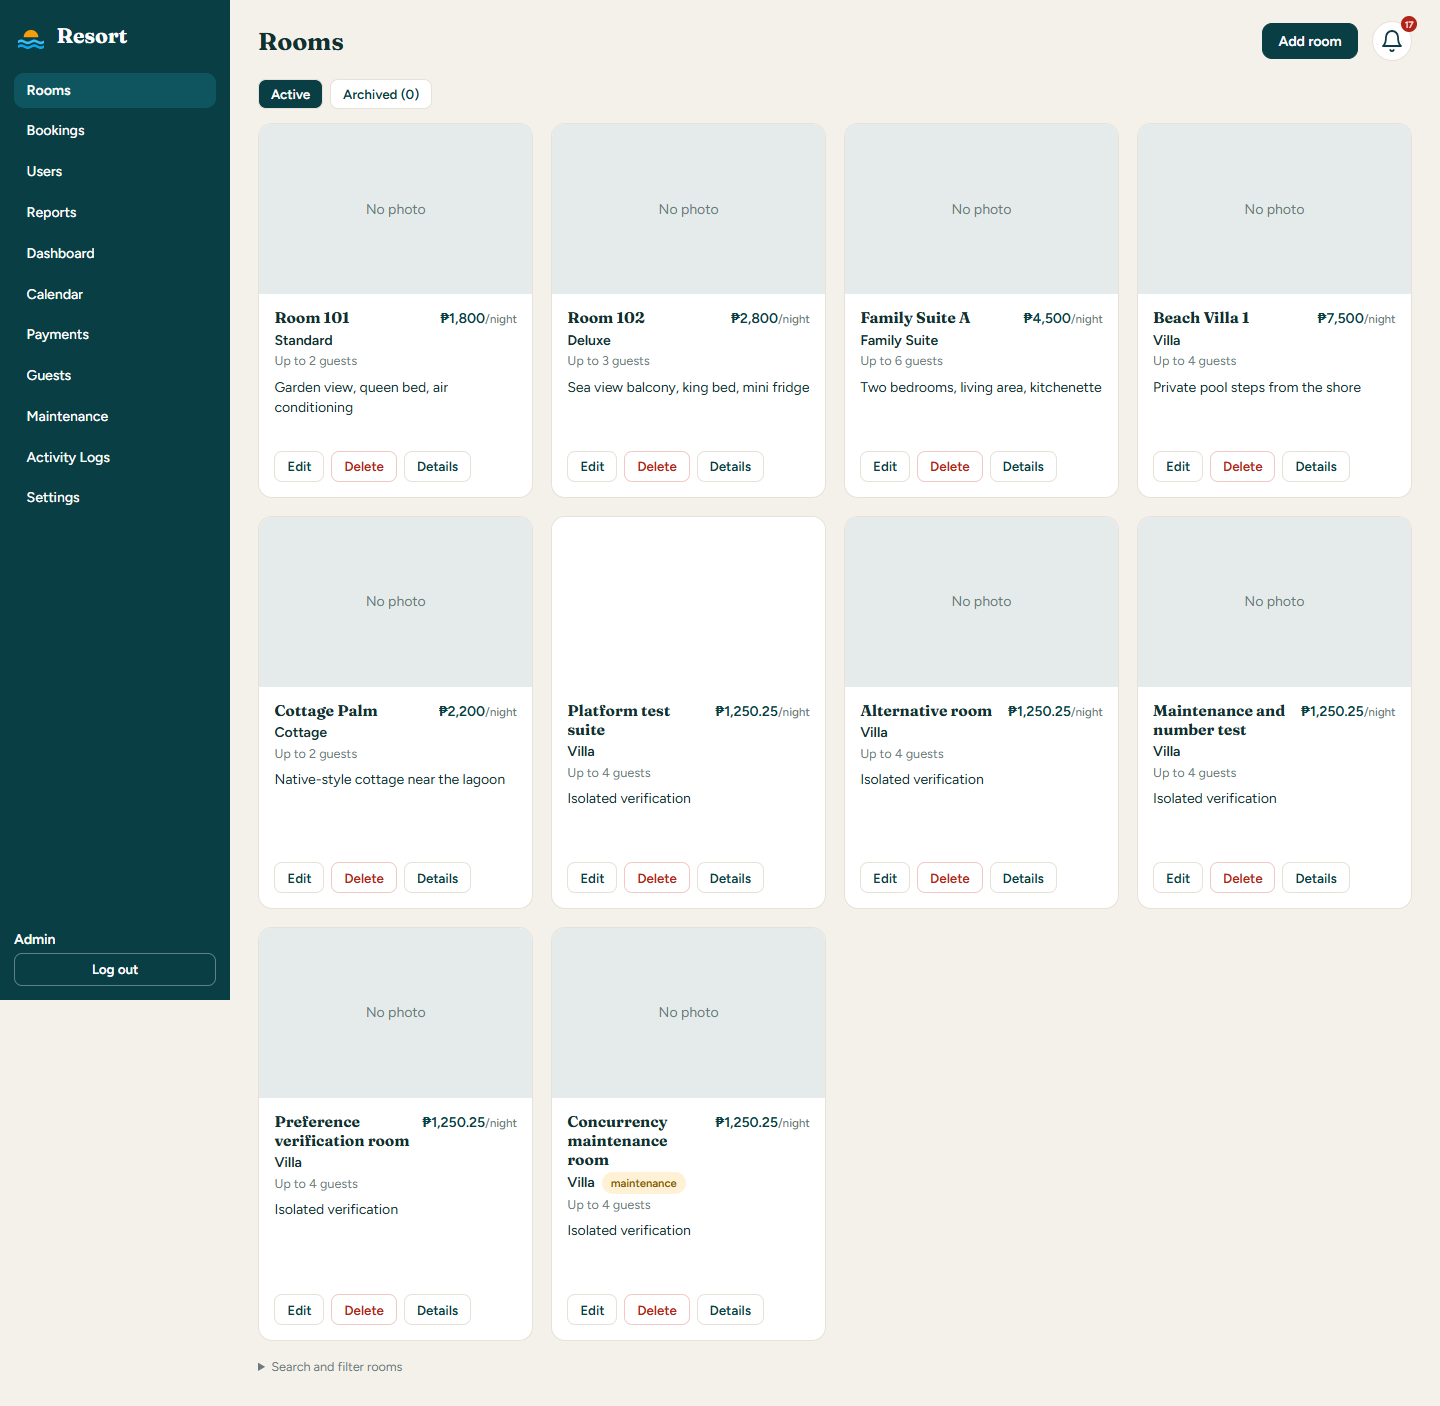 Resort
Rooms
Bookings
Users
Reports
Dashboard
Calendar
Payments
Guests
Maintenance
Activity Logs
Settings
Admin
Log out
Rooms
Add room
17
Active
Archived (0)
No photo
Room 101
₱1,800/night
Standard
Up to 2 guests
Garden view, queen bed, air
conditioning
Edit
Delete
Details
No photo
Room 102
₱2,800/night
Deluxe
Up to 3 guests
Sea view balcony, king bed, mini fridge
Edit
Delete
Details
No photo
Family Suite A
₱4,500/night
Family Suite
Up to 6 guests
Two bedrooms, living area, kitchenette
Edit
Delete
Details
No photo
Beach Villa 1
₱7,500/night
Villa
Up to 4 guests
Private pool steps from the shore
Edit
Delete
Details
No photo
Cottage Palm
₱2,200/night
Cottage
Up to 2 guests
Native-style cottage near the lagoon
Edit
Delete
Details
Platform test
suite
₱1,250.25/night
Villa
Up to 4 guests
Isolated verification
Edit
Delete
Details
No photo
Alternative room
₱1,250.25/night
Villa
Up to 4 guests
Isolated verification
Edit
Delete
Details
No photo
Maintenance and
number test
₱1,250.25/night
Villa
Up to 4 guests
Isolated verification
Edit
Delete
Details
No photo
Preference
verification room
₱1,250.25/night
Villa
Up to 4 guests
Isolated verification
Edit
Delete
Details
No photo
Concurrency
maintenance
room
₱1,250.25/night
Villa
maintenance
Up to 4 guests
Isolated verification
Edit
Delete
Details
Search and filter rooms